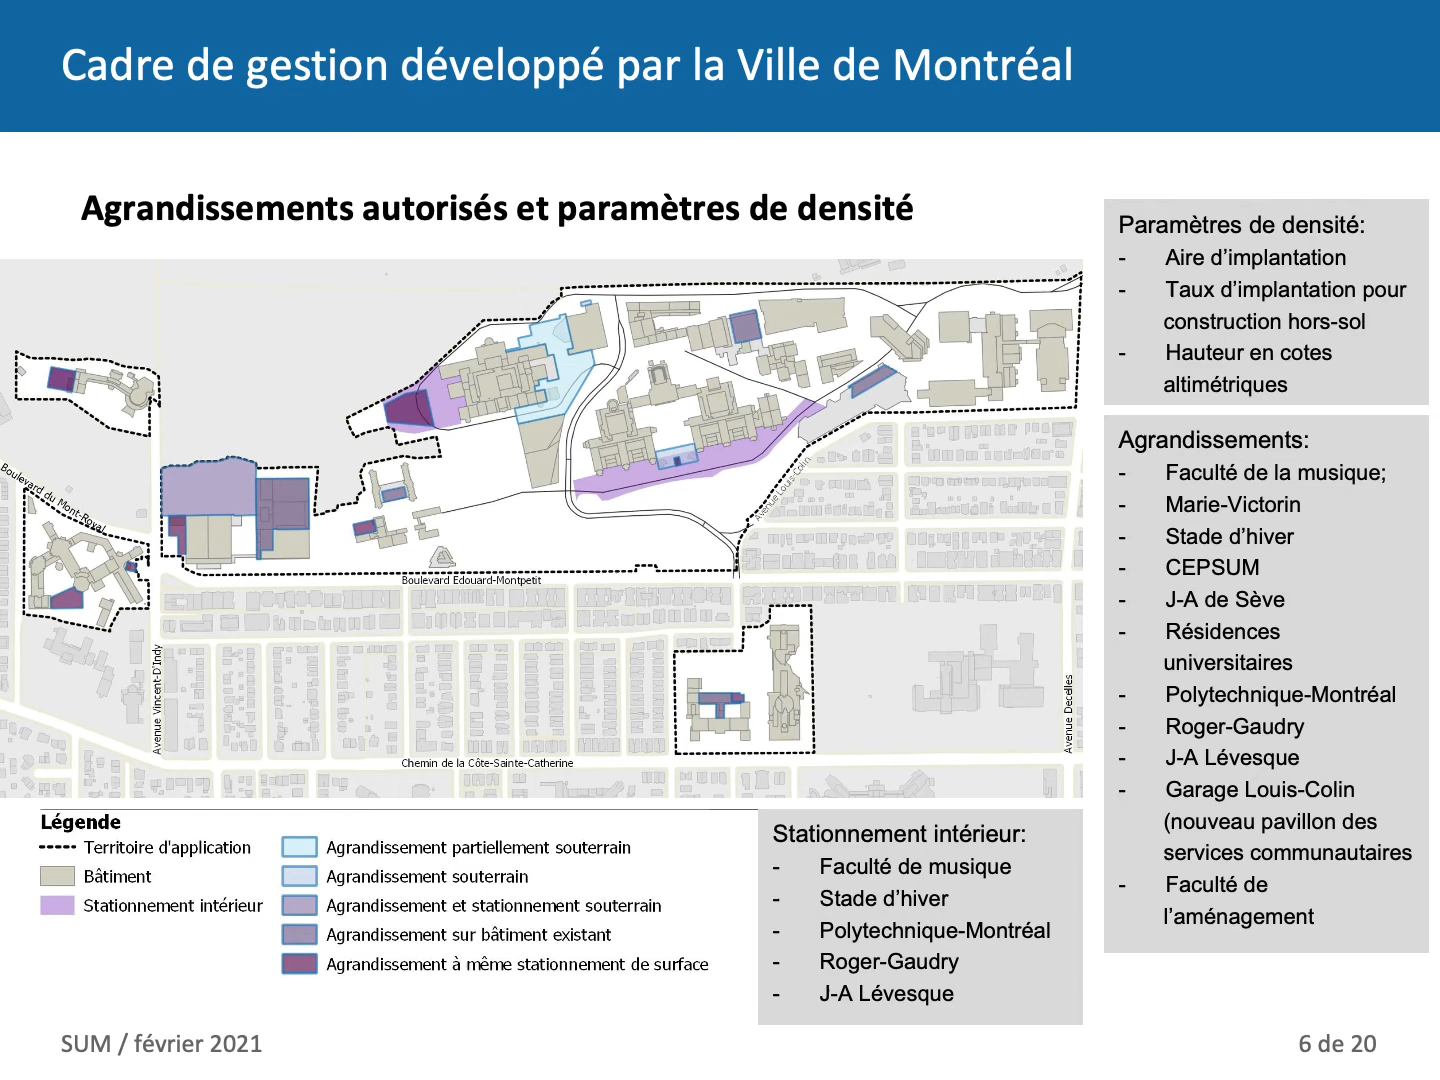 Cadre de gestion développé par la Ville de Montréal
Agrandissements autorisés et paramètres de densité
Paramètres de densité:
- Aire d'implantation
- Taux d'implantation pour
construction hors-sol
- Hauteur en cotes
altimétriques
Agrandissements:
- Faculté de la musique;
- Marie-Victorin
- Stade d'hiver
- CEPSUM
- J-A de Sève
- Résidences
universitaires
- Polytechnique-Montréal
- Roger-Gaudry
- J-A Lévesque
- Garage Louis-Colin
(nouveau pavillon des
services communautaires
- Faculté de
l'aménagement
Boulevard du Mont-Royal
Avenue Louis-Colin
Boulevard Edouard-Montpetit
Avenue Vincent-D'Indy
Avenue Decelles
Chemin de la Côte-Sainte-Catherine
Légende
Territoire d'application
Bâtiment
Stationnement intérieur
Agrandissement partiellement souterrain
Agrandissement souterrain
Agrandissement et stationnement souterrain
Agrandissement sur bâtiment existant
Agrandissement à même stationnement de surface
Stationnement intérieur:
- Faculté de musique
- Stade d'hiver
- Polytechnique-Montréal
- Roger-Gaudry
- J-A Lévesque
SUM / février 2021
6 de 20